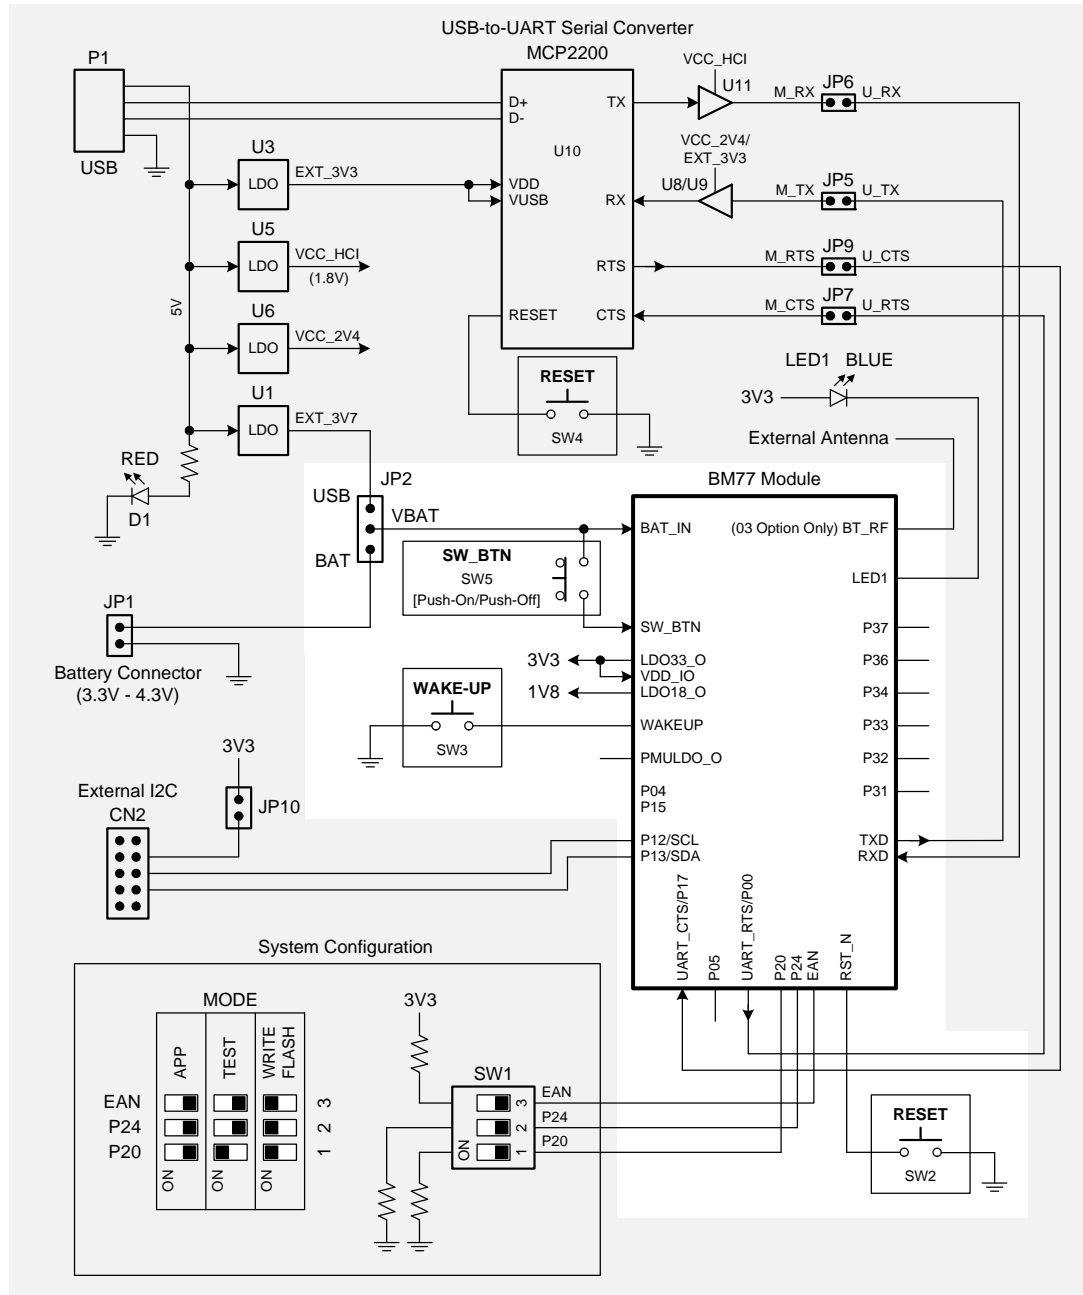 USB-to-UART Serial Converter
MCP2200
P1
USB
D+
D-
TX
U10
VDD
VUSB
RX
RTS
RESET
CTS
VCC_HCI
U11
M_RX
JP6
U_RX
VCC_2V4/
EXT_3V3
U8/U9
M_TX
JP5
U_TX
M_RTS
JP9
U_CTS
M_CTS
JP7
U_RTS
U3
LDO
EXT_3V3
U5
LDO
VCC_HCI
(1.8V)
5V
U6
LDO
VCC_2V4
U1
LDO
EXT_3V7
RED
D1
RESET
SW4
LED1 BLUE
3V3
External Antenna
JP2
USB
VBAT
BAT
BM77 Module
BAT_IN
(03 Option Only) BT_RF
LED1
SW_BTN
SW5
[Push-On/Push-Off]
SW_BTN
P37
3V3
LDO33_O
P36
VDD_IO
1V8
LDO18_O
P34
WAKE-UP
SW3
WAKEUP
P33
PMULDO_O
P32
P04
P31
P15
P12/SCL
TXD
P13/SDA
RXD
UART_CTS/P17
P05
UART_RTS/P00
P20
P24
EAN
RST_N
JP1
Battery Connector
(3.3V - 4.3V)
3V3
JP10
External I2C
CN2
System Configuration
MODE
APP
TEST
WRITE
FLASH
EAN
3
P24
2
P20
1
ON
ON
ON
3V3
SW1
3
EAN
2
P24
ON
1
P20
RESET
SW2